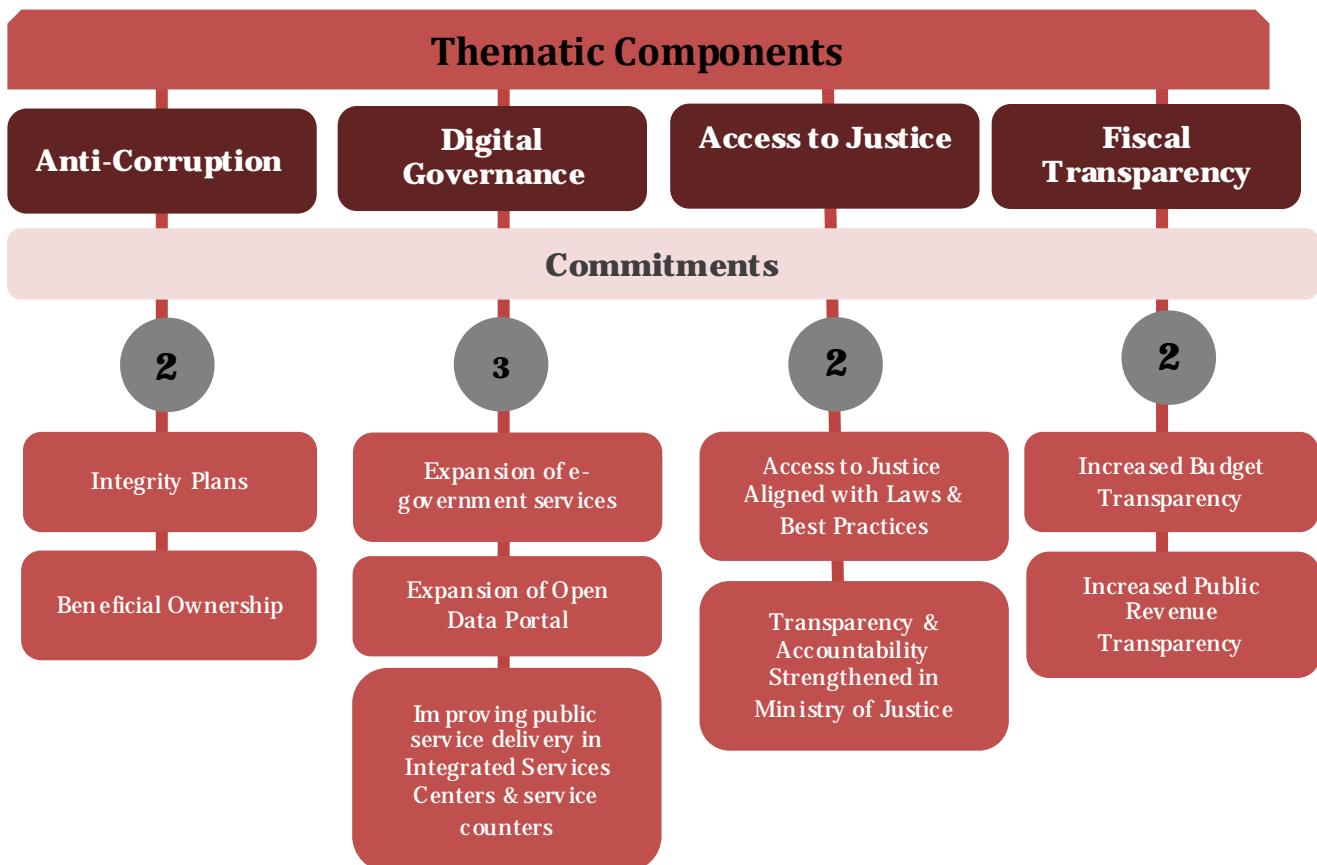 Thematic Components
Anti-Corruption
Digital
Governance
Access to Justice
Fiscal
Transparency
Commitments
2
3
2
2
Integrity Plans
Beneficial Ownership
Expansion of e-
government services
Expansion of Open
Data Portal
Improving public
service delivery in
Integrated Services
Centers & service
counters
Access to Justice
Aligned with Laws &
Best Practices
Transparency &
Accountability
Strengthened in
Ministry of Justice
Increased Budget
Transparency
Increased Public
Revenue
Transparency